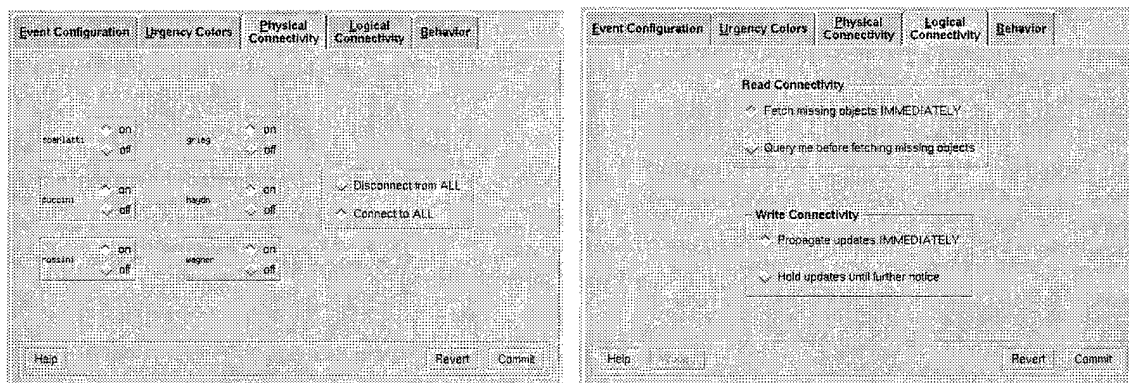 Event Configuration
Urgency Colors
Physical Connectivity
Logical Connectivity
Behavior
scarlatti
on
off
grieg
on
off
puccini
on
off
haydn
on
off
rossini
on
off
wagner
on
off
Disconnect from ALL
Connect to ALL
Help
Revert
Commit
Event Configuration
Urgency Colors
Physical Connectivity
Logical Connectivity
Behavior
Read Connectivity
Fetch missing objects IMMEDIATELY
Query me before fetching missing objects
Write Connectivity
Propagate updates IMMEDIATELY
Hold updates until further notice
Help
Revert
Commit